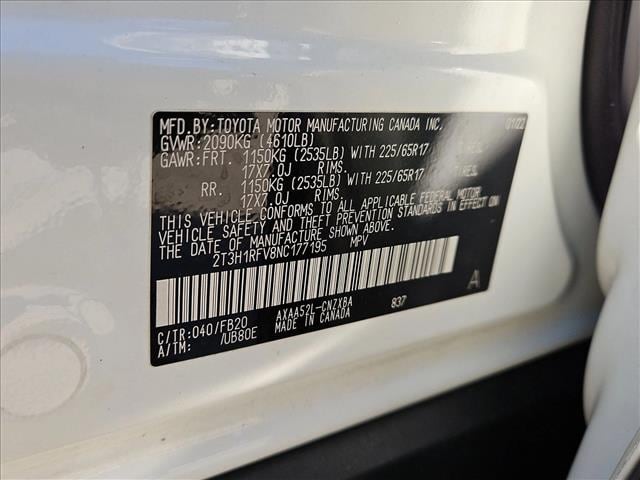 MFD.BY:TOYOTA MOTOR MANUFACTURING CANADA INC. 01/22
GVWR:2090KG (4610LB)
GAWR:FRT. 1150KG (2535LB) WITH 225/65R17 TIRES,
17X7.0J RIMS.
RR. 1150KG (2535LB) WITH 225/65R17 TIRES,
17X7.0J RIMS.
THIS VEHICLE CONFORMS TO ALL APPLICABLE FEDERAL MOTOR
VEHICLE SAFETY AND THEFT PREVENTION STANDARDS IN EFFECT ON
THE DATE OF MANUFACTURE SHOWN ABOVE.
2T3H1RFV8NC177195 MPV
C/TR:040/FB20 AXAA52L-CNZXBA 837 A
A/TM: /UB80E MADE IN CANADA